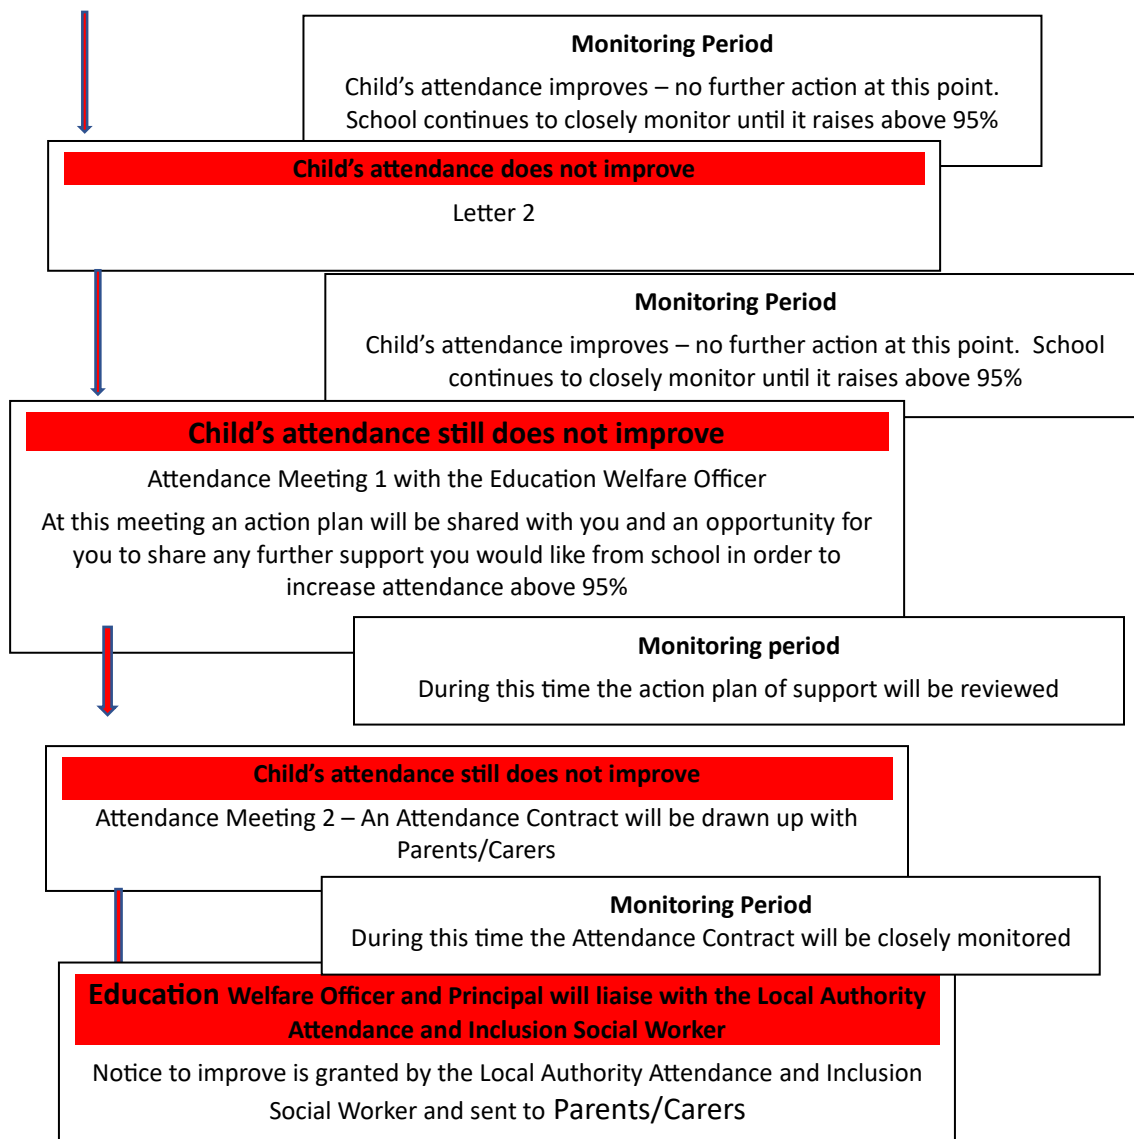 Monitoring Period
Child’s attendance improves – no further action at this point.
School continues to closely monitor until it raises above 95%
Child’s attendance does not improve
Letter 2
Monitoring Period
Child’s attendance improves – no further action at this point.  School
continues to closely monitor until it raises above 95%
Child’s attendance still does not improve
Attendance Meeting 1 with the Education Welfare Officer
At this meeting an action plan will be shared with you and an opportunity for
you to share any further support you would like from school in order to
increase attendance above 95%
Monitoring period
During this time the action plan of support will be reviewed
Child’s attendance still does not improve
Attendance Meeting 2 – An Attendance Contract will be drawn up with
Parents/Carers
Monitoring Period
During this time the Attendance Contract will be closely monitored
Education Welfare Officer and Principal will liaise with the Local Authority
Attendance and Inclusion Social Worker
Notice to improve is granted by the Local Authority Attendance and Inclusion
Social Worker and sent to Parents/Carers